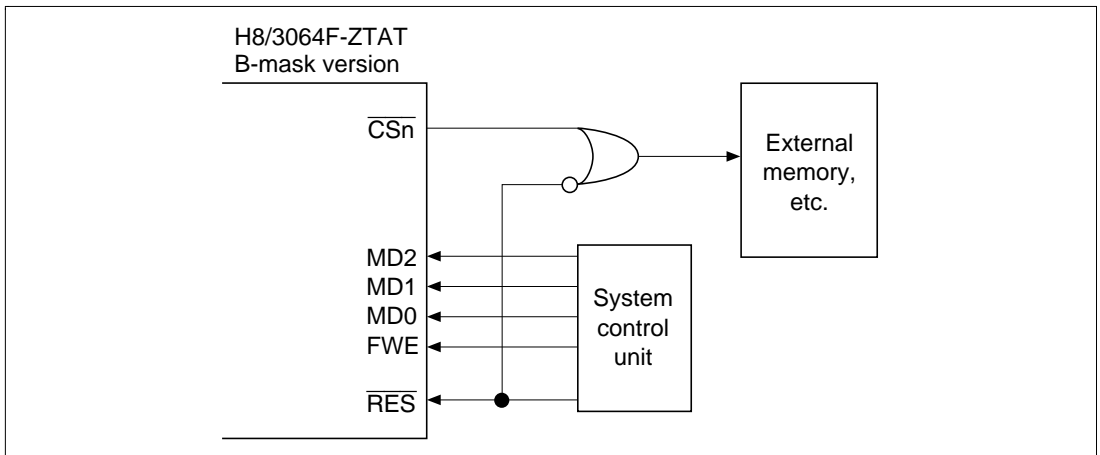 H8/3064F-ZTAT
B-mask version
CSn
External
memory,
etc.
MD2
MD1
MD0
FWE
RES
System
control
unit